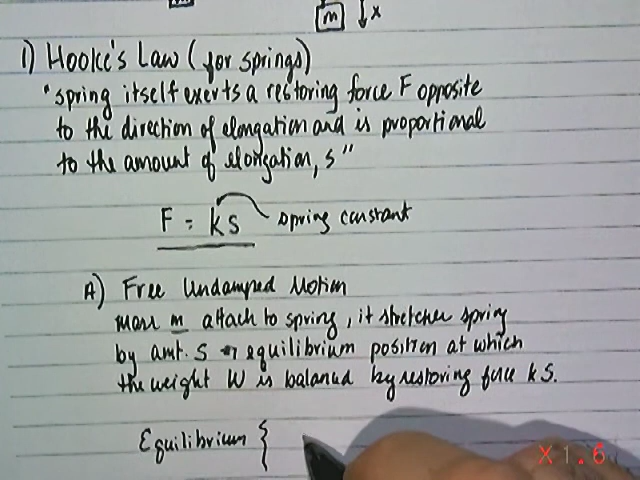 m ↓x
1) Hooke's Law (for springs)
"spring itself exerts a restoring force F opposite
to the direction of elongation and is proportional
to the amount of elongation, s"
F = ks spring constant
A) Free Undamped Motion
Mass m attach to spring, it stretches spring
by amt. s → equilibrium position at which
the weight W is balanced by restoring force ks.
Equilibrium {
X1.6